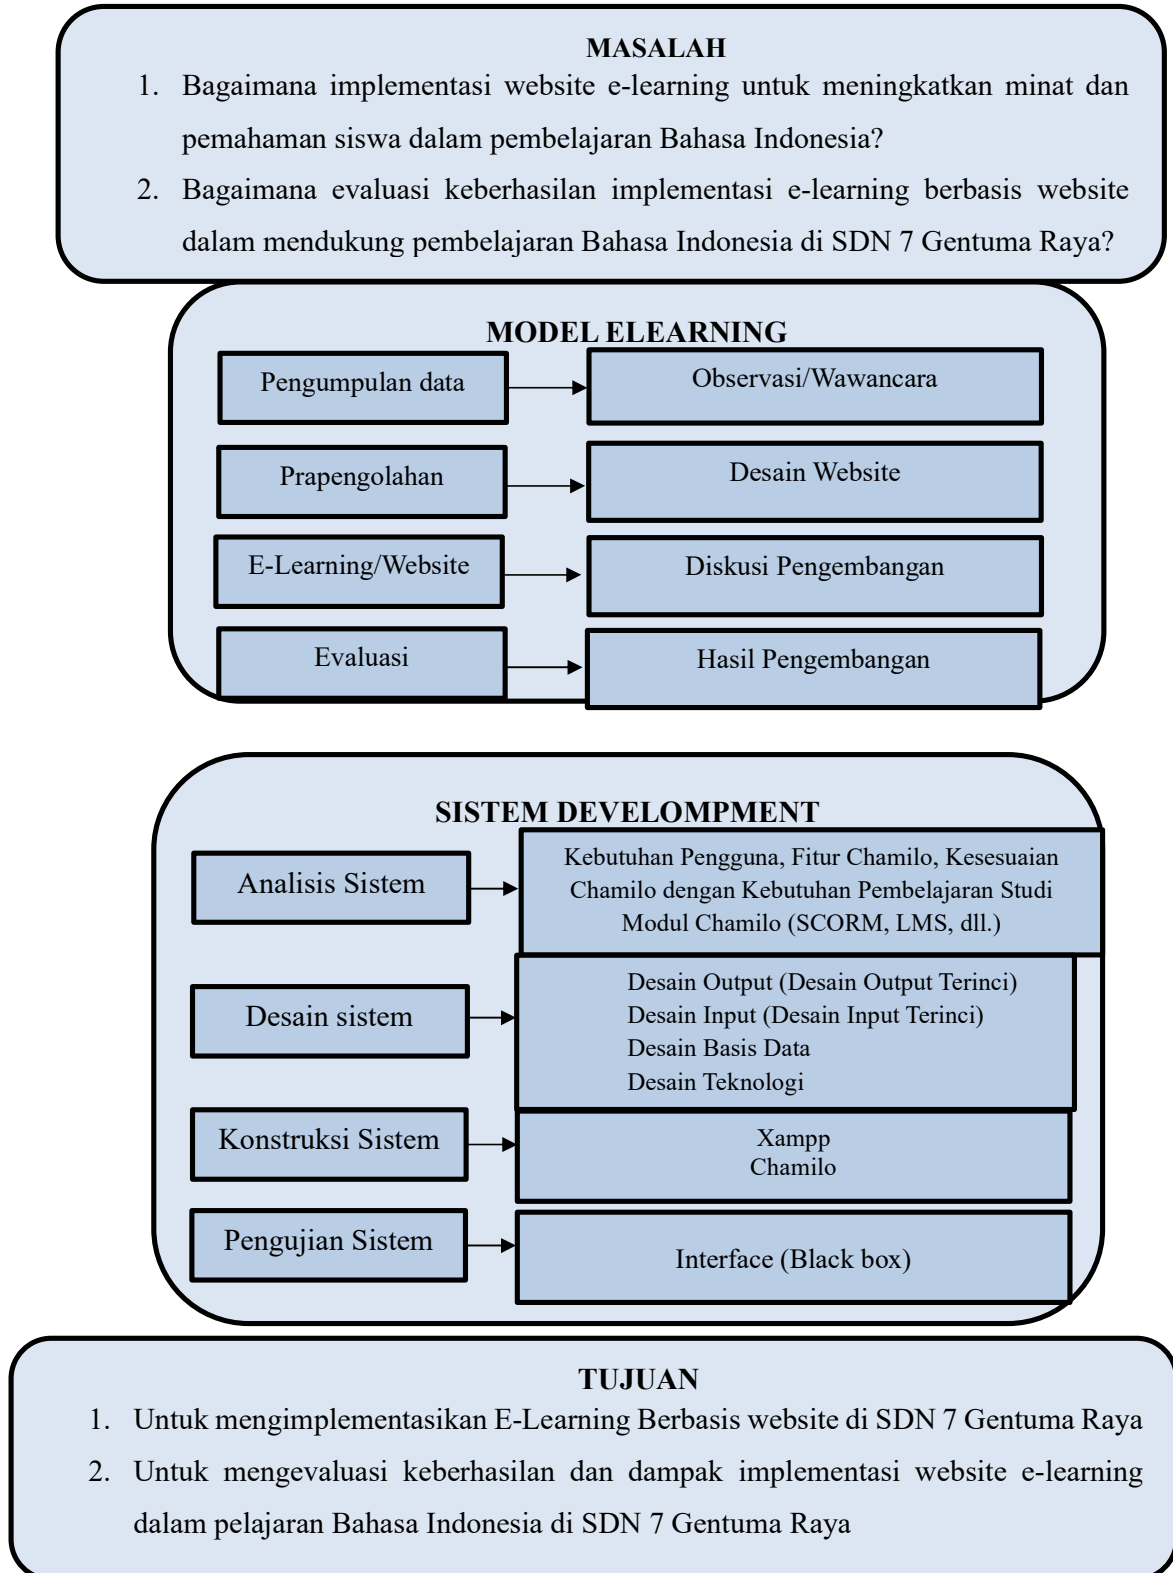 MASALAH
1. Bagaimana implementasi website e-learning untuk meningkatkan minat dan
pemahaman siswa dalam pembelajaran Bahasa Indonesia?
2. Bagaimana evaluasi keberhasilan implementasi e-learning berbasis website
dalam mendukung pembelajaran Bahasa Indonesia di SDN 7 Gentuma Raya?
MODEL ELEARNING
Pengumpulan data
Observasi/Wawancara
Prapengolahan
Desain Website
E-Learning/Website
Diskusi Pengembangan
Evaluasi
Hasil Pengembangan
SISTEM DEVELOMPMENT
Analisis Sistem
Kebutuhan Pengguna, Fitur Chamilo, Kesesuaian
Chamilo dengan Kebutuhan Pembelajaran Studi
Modul Chamilo (SCORM, LMS, dll.)
Desain sistem
Desain Output (Desain Output Terinci)
Desain Input (Desain Input Terinci)
Desain Basis Data
Desain Teknologi
Konstruksi Sistem
Xampp
Chamilo
Pengujian Sistem
Interface (Black box)
TUJUAN
1. Untuk mengimplementasikan E-Learning Berbasis website di SDN 7 Gentuma Raya
2. Untuk mengevaluasi keberhasilan dan dampak implementasi website e-learning
dalam pelajaran Bahasa Indonesia di SDN 7 Gentuma Raya